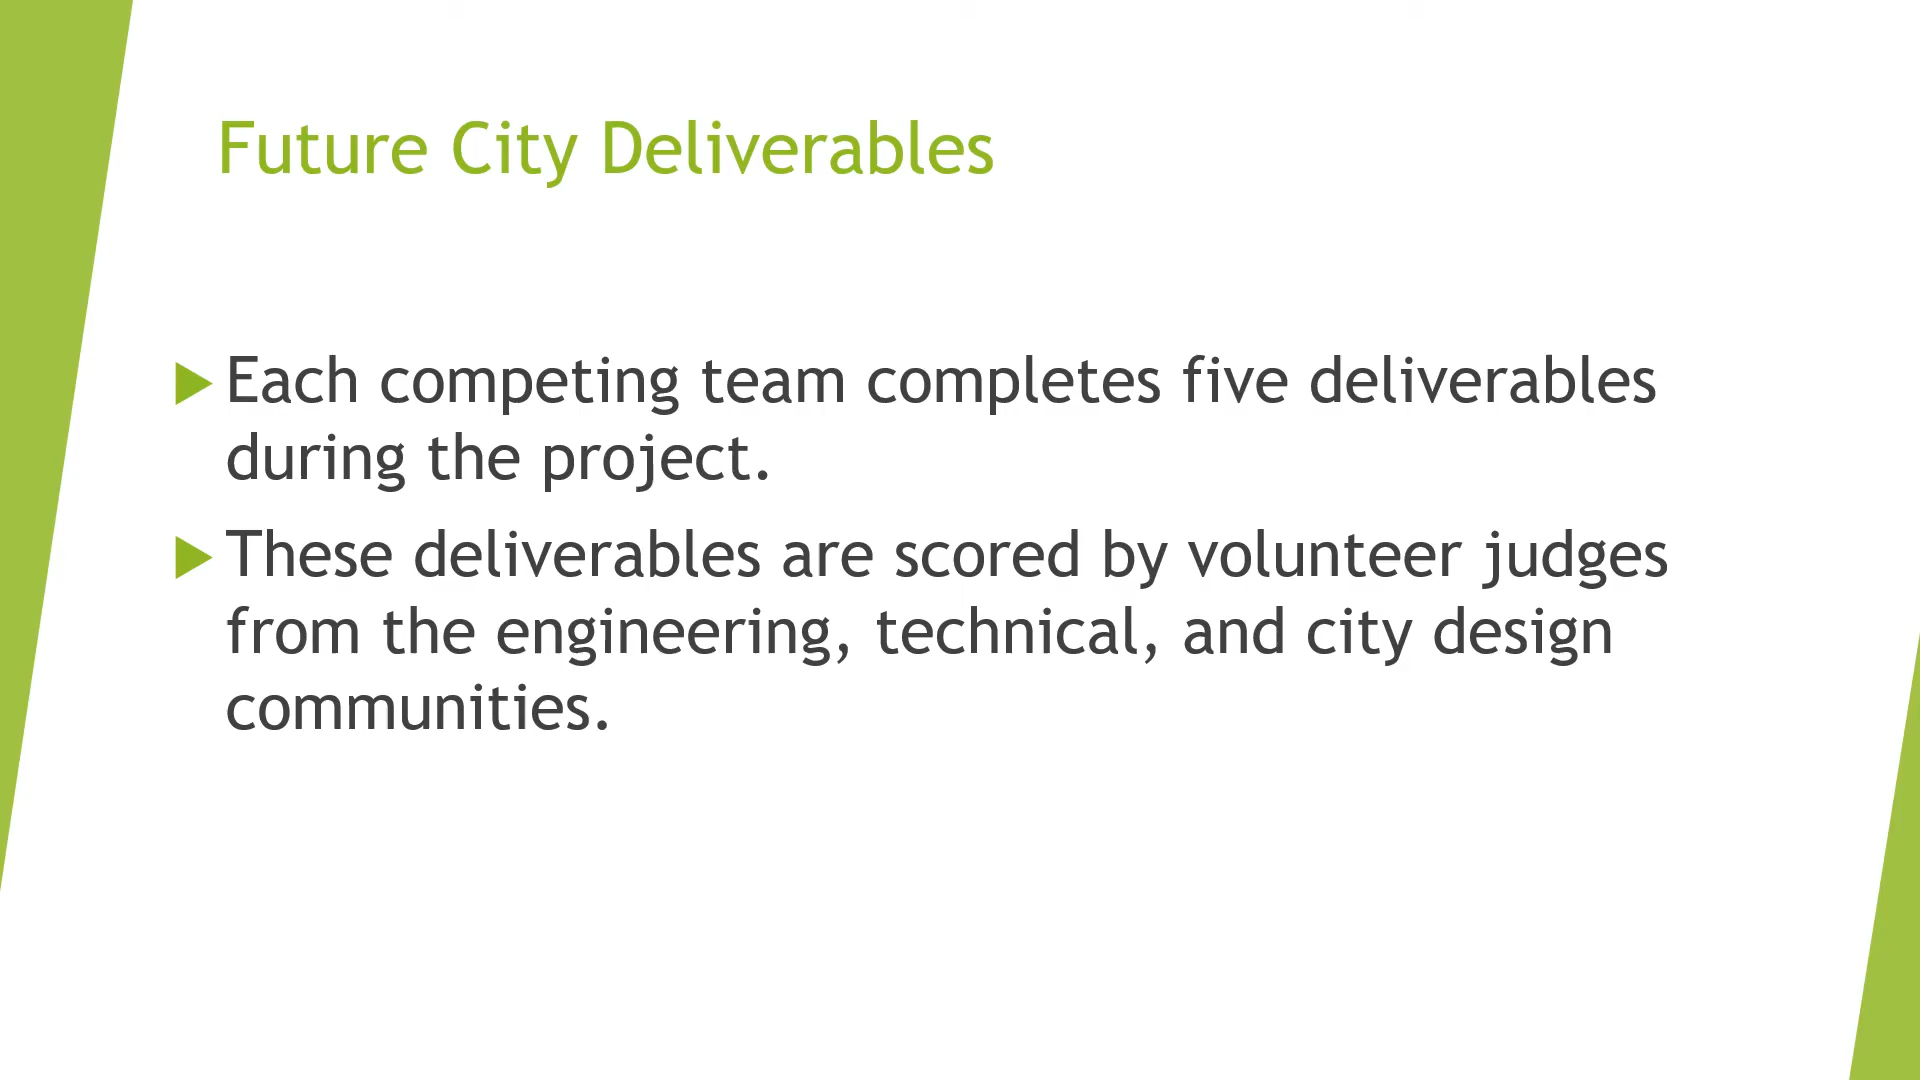 Future City Deliverables
Each competing team completes five deliverables
during the project.
These deliverables are scored by volunteer judges
from the engineering, technical, and city design
communities.